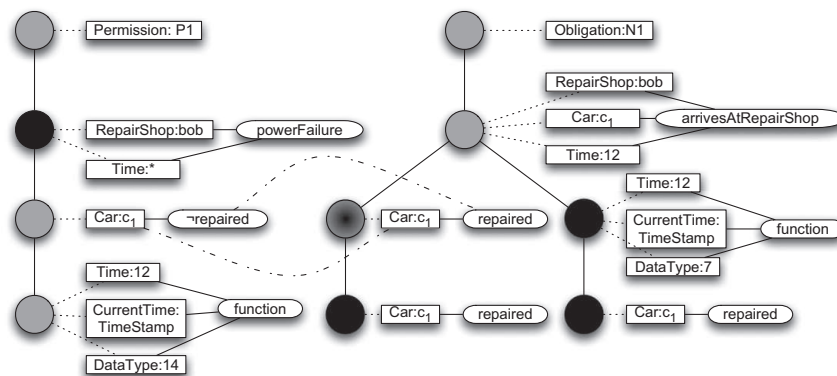 Permission: P1
RepairShop:bob
powerFailure
Time:*
Car:c₁
¬repaired
Time:12
CurrentTime:
TimeStamp
function
DataType:14
Obligation:N1
RepairShop:bob
Car:c₁
arrivesAtRepairShop
Time:12
Car:c₁
repaired
Time:12
CurrentTime:
TimeStamp
function
DataType:7
Car:c₁
repaired
Car:c₁
repaired